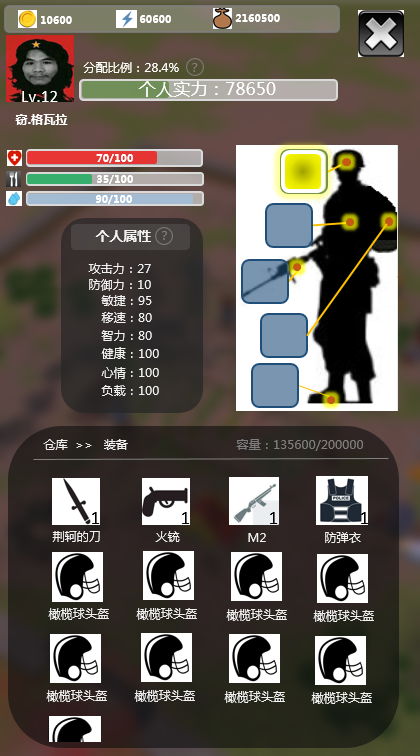 10600 60600 2160500
Lv.12
分配比例：28.4% ?
个人实力：78650
窃.格瓦拉
70/100
35/100
90/100
个人属性 ?
攻击力：27
防御力：10
敏捷：95
移速：80
智力：80
健康：100
心情：100
负载：100
仓库 >> 装备 容量：135600/200000
1 1 1 1
POLICE
荆轲的刀 火铳 M2 防弹衣
橄榄球头盔 橄榄球头盔 橄榄球头盔 橄榄球头盔
橄榄球头盔 橄榄球头盔 橄榄球头盔 橄榄球头盔